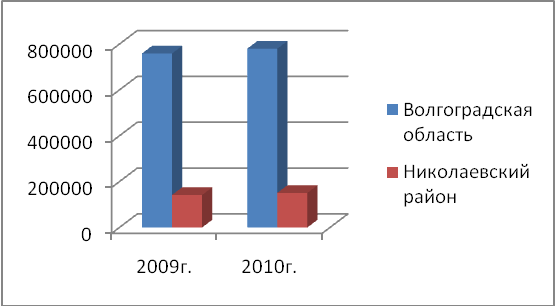 800000
600000
400000
200000
0
2009г.
2010г.
Волгоградская
область
Николаевский
район